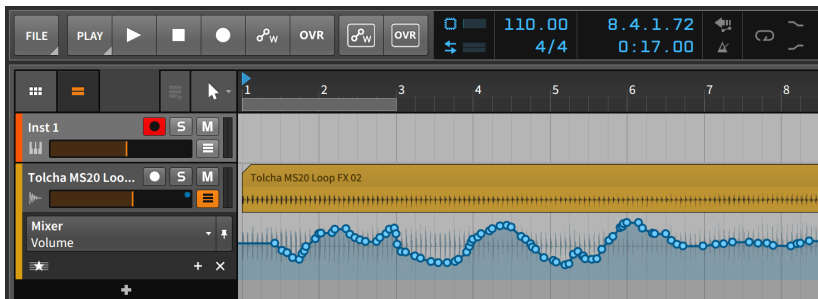 FILE PLAY W OVR W OVR 110.00 8.4.1.72
4/4 0:17.00
1 2 3 4 5 6 7 8
Inst 1 S M
Tolcha MS20 Loo... S M
Tolcha MS20 Loop FX 02
Mixer
Volume